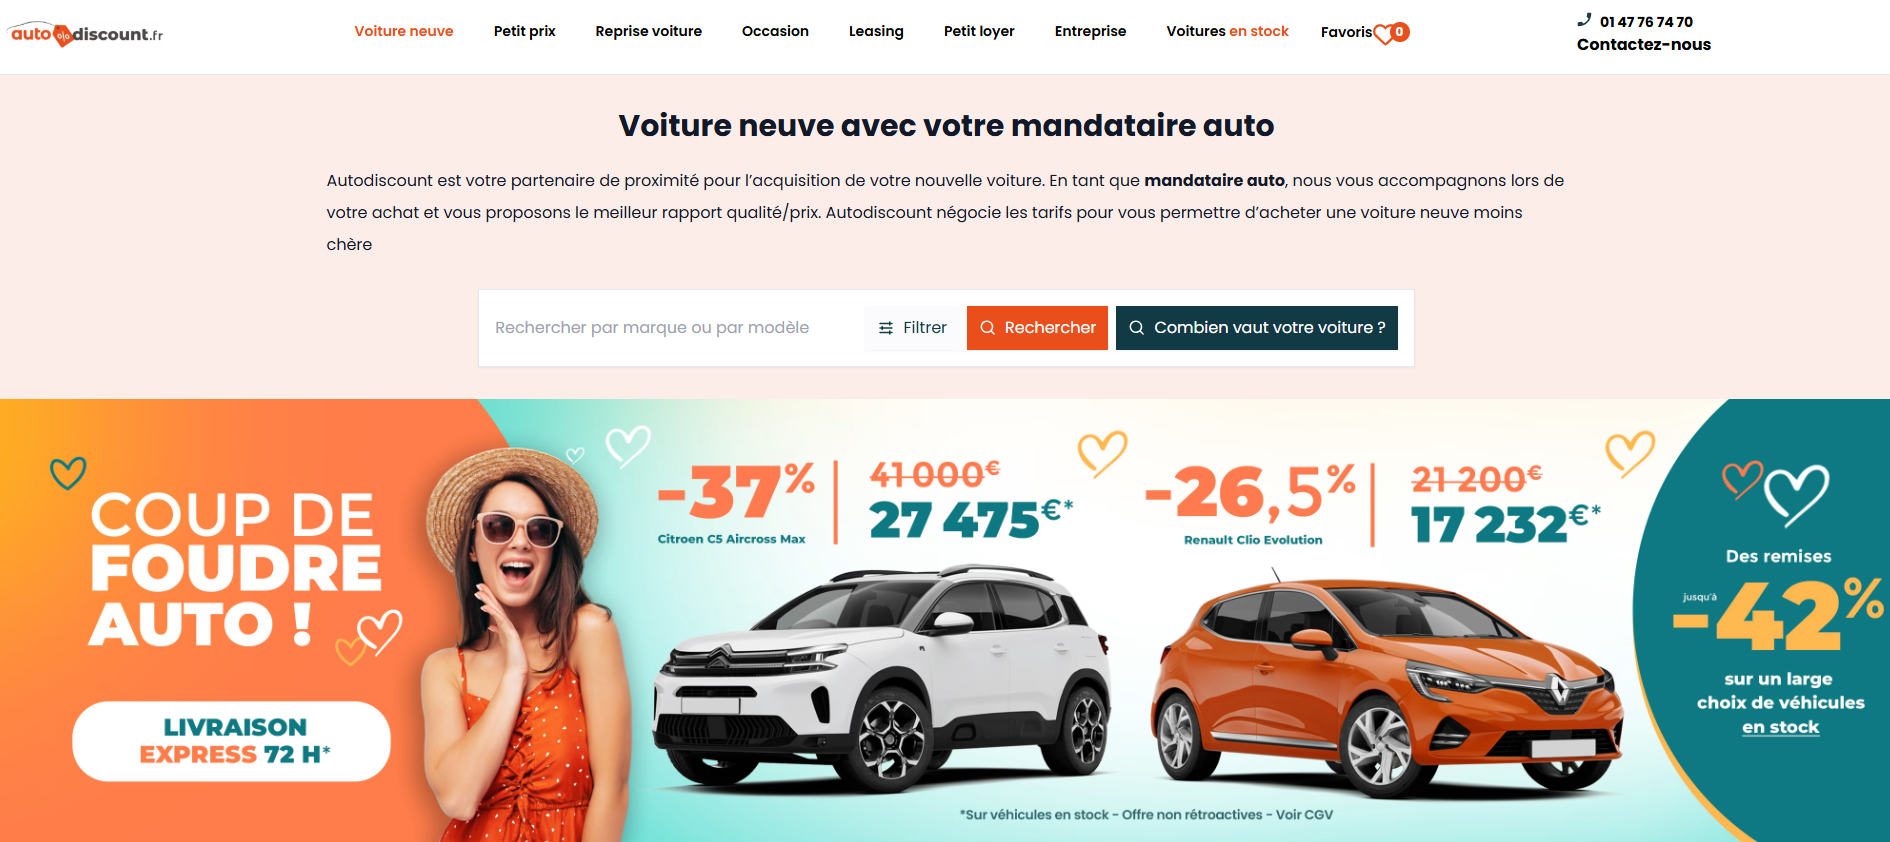 auto%discount.fr
Voiture neuve
Petit prix
Reprise voiture
Occasion
Leasing
Petit loyer
Entreprise
Voitures en stock
Favoris 0
01 47 76 74 70
Contactez-nous
Voiture neuve avec votre mandataire auto
Autodiscount est votre partenaire de proximité pour l’acquisition de votre nouvelle voiture. En tant que mandataire auto, nous vous accompagnons lors de
votre achat et vous proposons le meilleur rapport qualité/prix. Autodiscount négocie les tarifs pour vous permettre d’acheter une voiture neuve moins
chère
Rechercher par marque ou par modèle
Filtrer
Rechercher
Combien vaut votre voiture ?
COUP DE
FOUDRE
AUTO !
LIVRAISON
EXPRESS 72 H*
-37%
Citroen C5 Aircross Max
41 000€
27 475€*
-26,5%
Renault Clio Evolution
21 200€
17 232€*
Des remises
jusqu'à
-42%
sur un large
choix de véhicules
en stock
*Sur véhicules en stock - Offre non rétroactives - Voir CGV